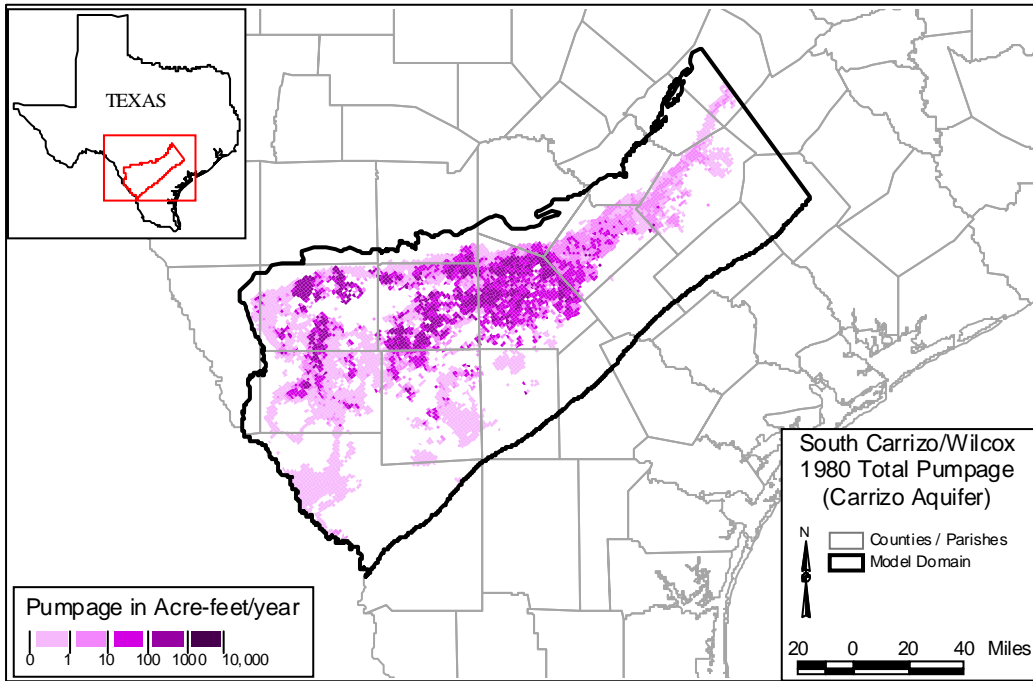 TEXAS
South Carrizo/Wilcox
1980 Total Pumpage
(Carrizo Aquifer)
N
Counties / Parishes
Model Domain
20 0 20 40 Miles
Pumpage in Acre-feet/year
0 1 10 100 1000 10,000